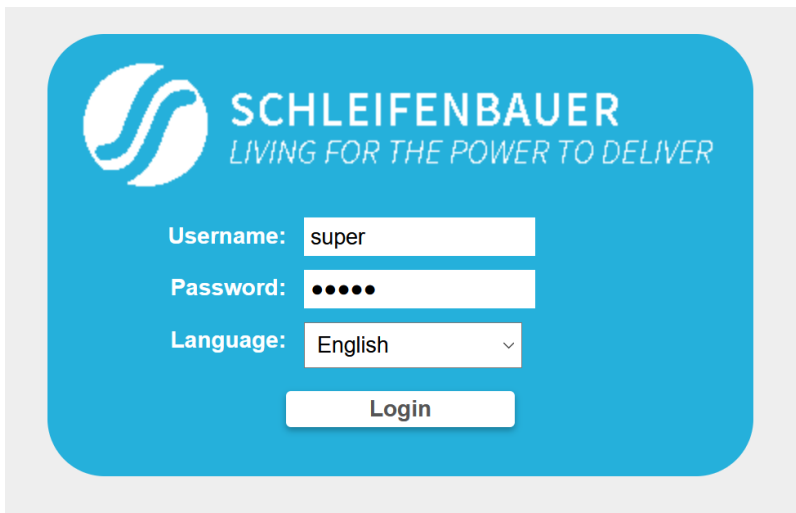 SCHLEIFENBAUER
LIVING FOR THE POWER TO DELIVER
Username: super
Password: ●●●●●
Language: English
Login